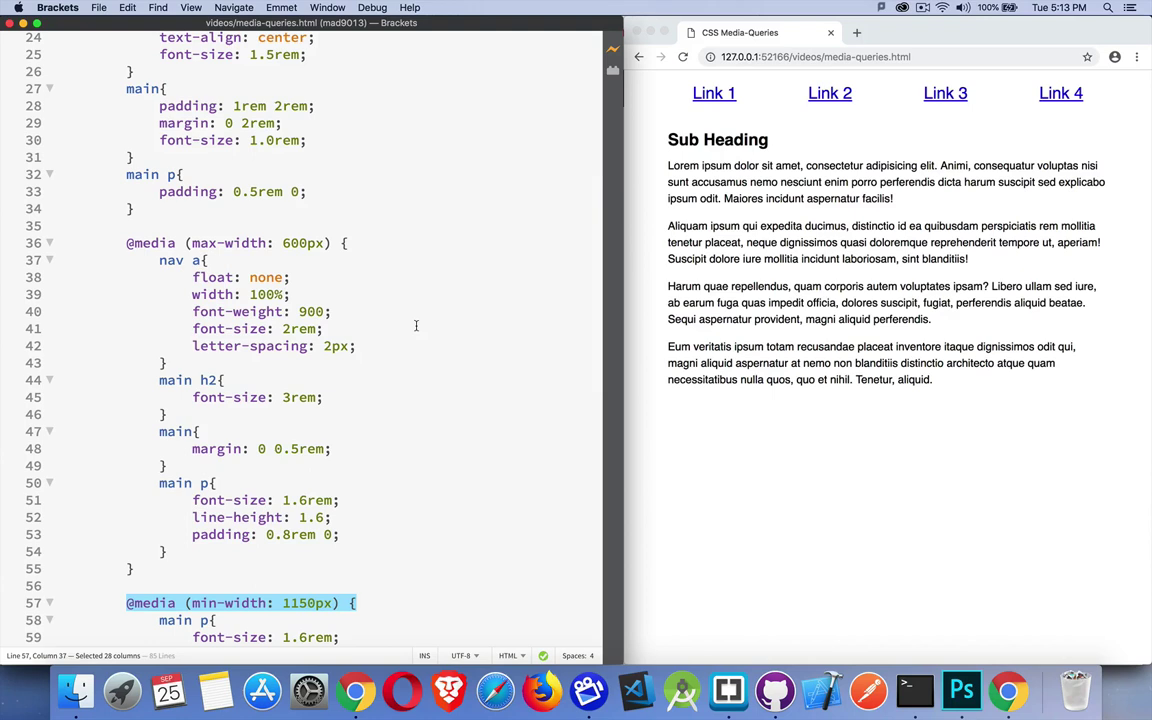 Brackets File Edit Find View Navigate Emmet Window Debug Help 100% Tue 5:13 PM
videos/media-queries.html (mad9013) — Brackets
24 text-align: center;
25 font-size: 1.5rem;
26 }
27 main{
28 padding: 1rem 2rem;
29 margin: 0 2rem;
30 font-size: 1.0rem;
31 }
32 main p{
33 padding: 0.5rem 0;
34 }
35
36 @media (max-width: 600px) {
37 nav a{
38 float: none;
39 width: 100%;
40 font-weight: 900;
41 font-size: 2rem;
42 letter-spacing: 2px;
43 }
44 main h2{
45 font-size: 3rem;
46 }
47 main{
48 margin: 0 0.5rem;
49 }
50 main p{
51 font-size: 1.6rem;
52 line-height: 1.6;
53 padding: 0.8rem 0;
54 }
55 }
56
57 @media (min-width: 1150px) {
58 main p{
59 font-size: 1.6rem;
Line 57, Column 37 — Selected 28 columns — 85 Lines INS UTF-8 HTML Spaces: 4
CSS Media-Queries
127.0.0.1:52166/videos/media-queries.html
Link 1 Link 2 Link 3 Link 4
Sub Heading
Lorem ipsum dolor sit amet, consectetur adipisicing elit. Animi, consequatur voluptas nisi
sunt accusamus nemo nesciunt enim porro perferendis dicta harum suscipit sed explicabo
ipsum odit. Maiores incidunt aspernatur facilis!
Aliquam ipsum qui expedita ducimus, distinctio id ea quibusdam perspiciatis rem mollitia
tenetur placeat, neque dignissimos quasi doloremque reprehenderit tempore ut, aperiam!
Suscipit dolore iure mollitia incidunt laboriosam, sint blanditiis!
Harum quae repellendus, quam corporis autem voluptates ipsam? Libero ullam sed iure,
ab earum fuga quas impedit officia, dolores suscipit, fugiat, perferendis aliquid beatae.
Sequi aspernatur provident, magni aliquid perferendis.
Eum veritatis ipsum totam recusandae placeat inventore itaque dignissimos odit qui,
magni aliquid aspernatur at nemo non blanditiis distinctio architecto atque quam
necessitatibus nulla quos, quo et nihil. Tenetur, aliquid.
SEP
25
Ps